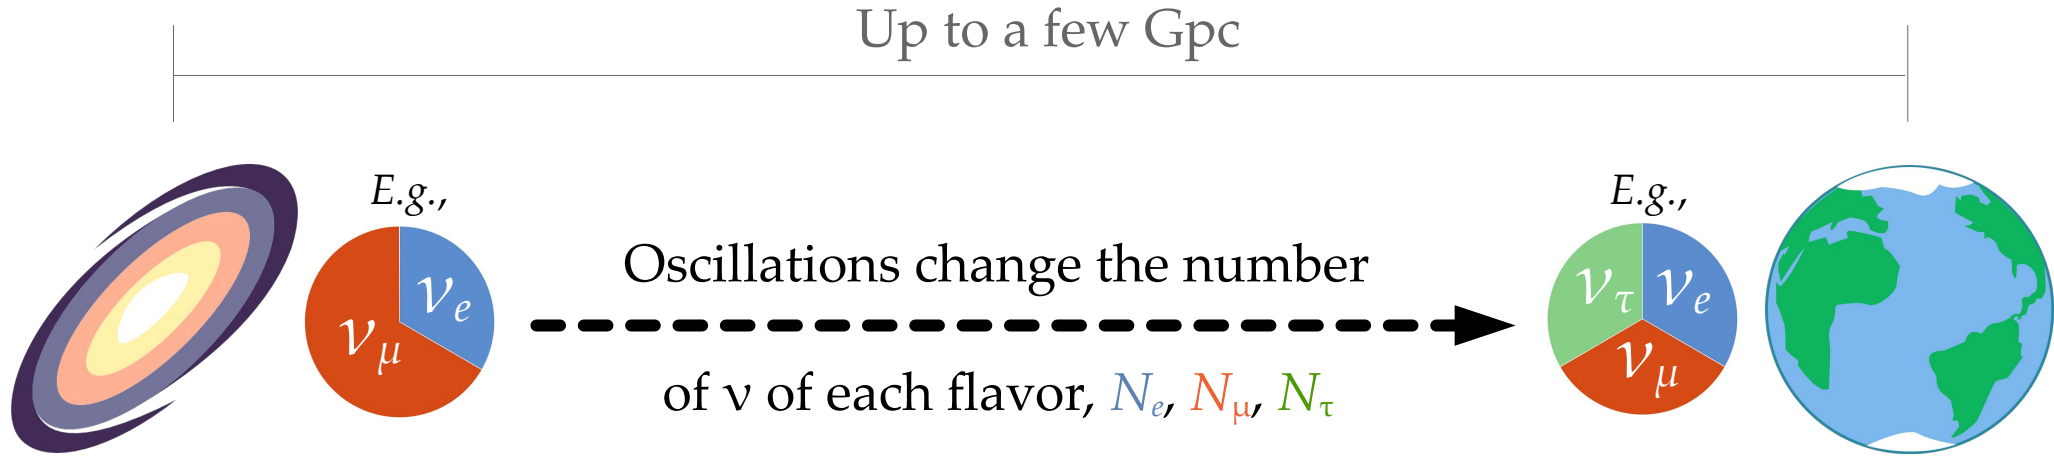 Up to a few Gpc
E.g.,
ν_e
ν_μ
Oscillations change the number
of ν of each flavor, N_e, N_μ, N_τ
E.g.,
ν_τ ν_e
ν_μ